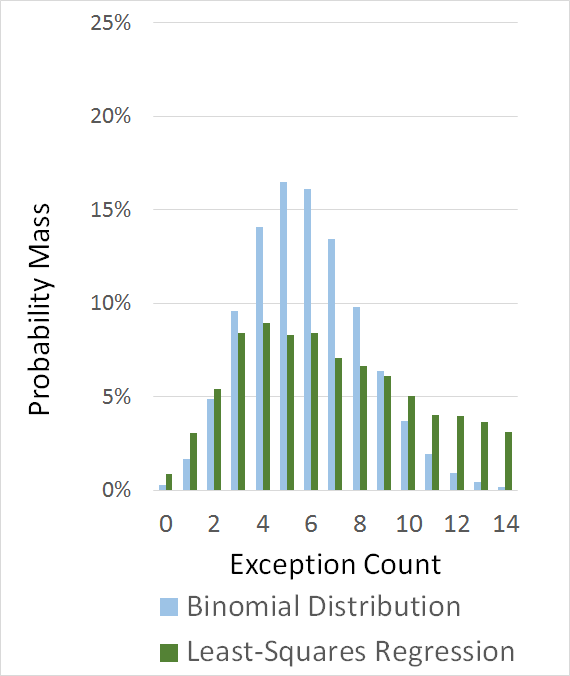 25%
20%
15%
10%
5%
0%
Probability Mass
0 2 4 6 8 10 12 14
Exception Count
Binomial Distribution
Least-Squares Regression